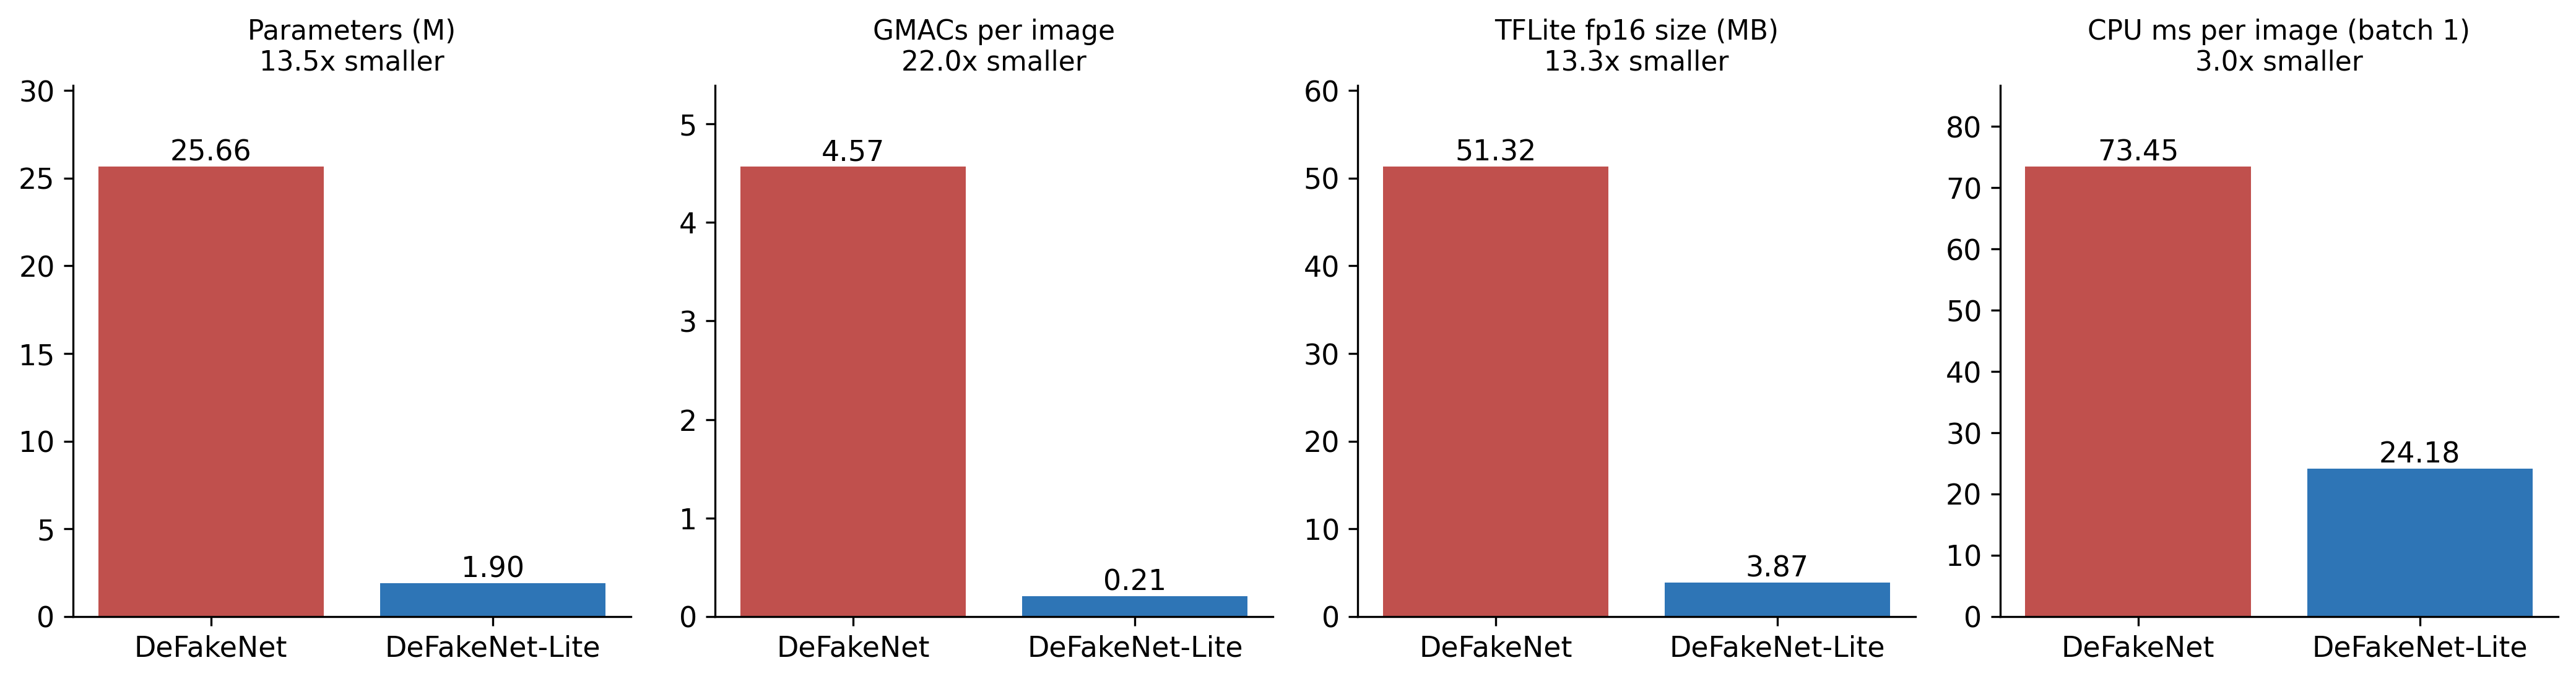 Parameters (M)
13.5x smaller
30
25
20
15
10
5
0
25.66
1.90
DeFakeNet
DeFakeNet-Lite
GMACs per image
22.0x smaller
5
4
3
2
1
0
4.57
0.21
DeFakeNet
DeFakeNet-Lite
TFLite fp16 size (MB)
13.3x smaller
60
50
40
30
20
10
0
51.32
3.87
DeFakeNet
DeFakeNet-Lite
CPU ms per image (batch 1)
3.0x smaller
80
70
60
50
40
30
20
10
0
73.45
24.18
DeFakeNet
DeFakeNet-Lite